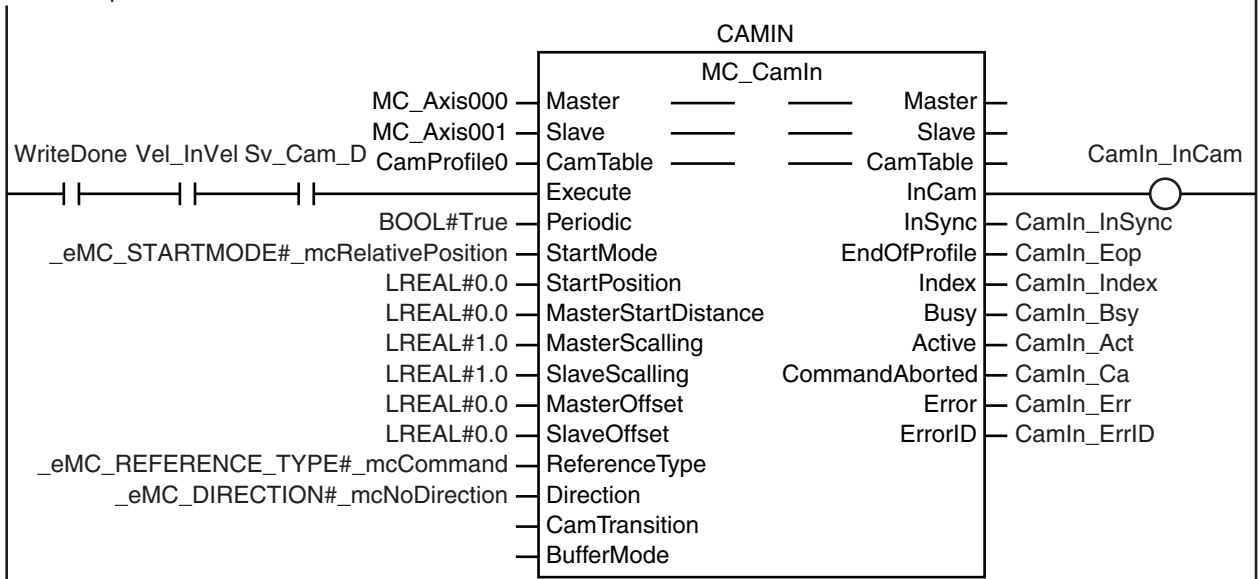 CAMIN
MC_CamIn
MC_Axis000 Master Master
MC_Axis001 Slave Slave
WriteDone Vel_InVel Sv_Cam_D CamProfile0 CamTable CamTable CamIn_InCam
Execute InCam
BOOL#True Periodic InSync CamIn_InSync
_eMC_STARTMODE#_mcRelativePosition StartMode EndOfProfile CamIn_Eop
LREAL#0.0 StartPosition Index CamIn_Index
LREAL#0.0 MasterStartDistance Busy CamIn_Bsy
LREAL#1.0 MasterScalling Active CamIn_Act
LREAL#1.0 SlaveScalling CommandAborted CamIn_Ca
LREAL#0.0 MasterOffset Error CamIn_Err
LREAL#0.0 SlaveOffset ErrorID CamIn_ErrID
_eMC_REFERENCE_TYPE#_mcCommand ReferenceType
_eMC_DIRECTION#_mcNoDirection Direction
CamTransition
BufferMode